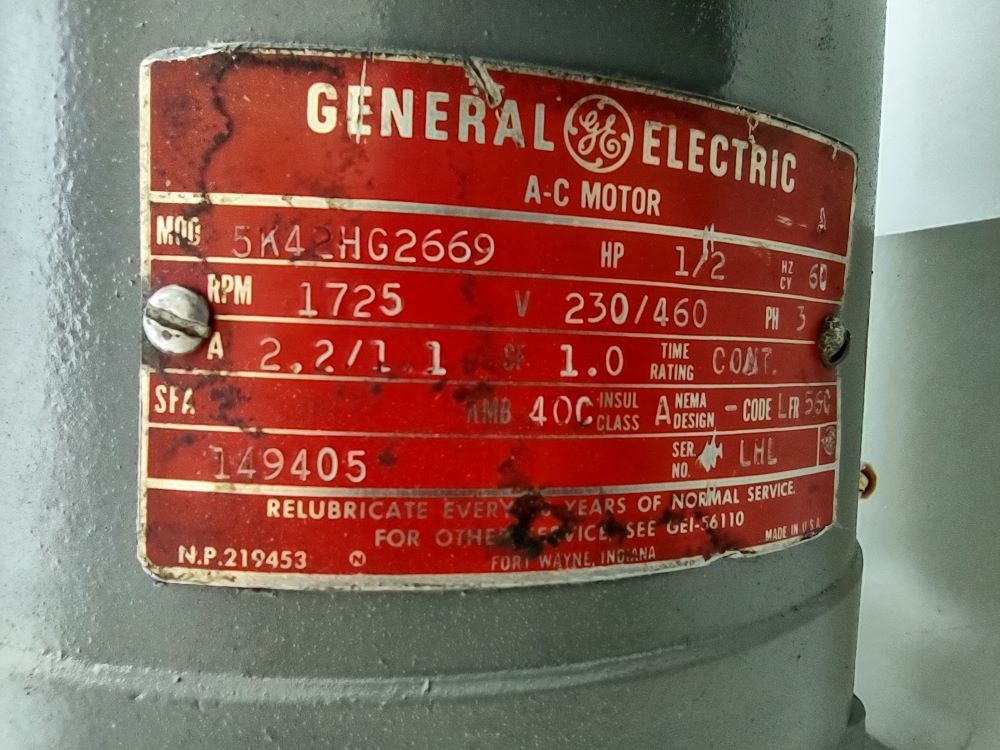 GENERAL GE ELECTRIC
A-C MOTOR A
MOD 5K42HG2669 HP 1/2 HZ CY 60
RPM 1725 V 230/460 PH 3
A 2.2/1.1 SF 1.0 TIME RATING CONT.
SFA AMB 40C INSUL CLASS A NEMA DESIGN - CODE L FR 56C
149405 SER. NO. LHL
RELUBRICATE EVERY YEARS OF NORMAL SERVICE.
FOR OTHER SERVICE, SEE GEI-56110
N.P.219453 N FORT WAYNE, INDIANA MADE IN U.S.A.